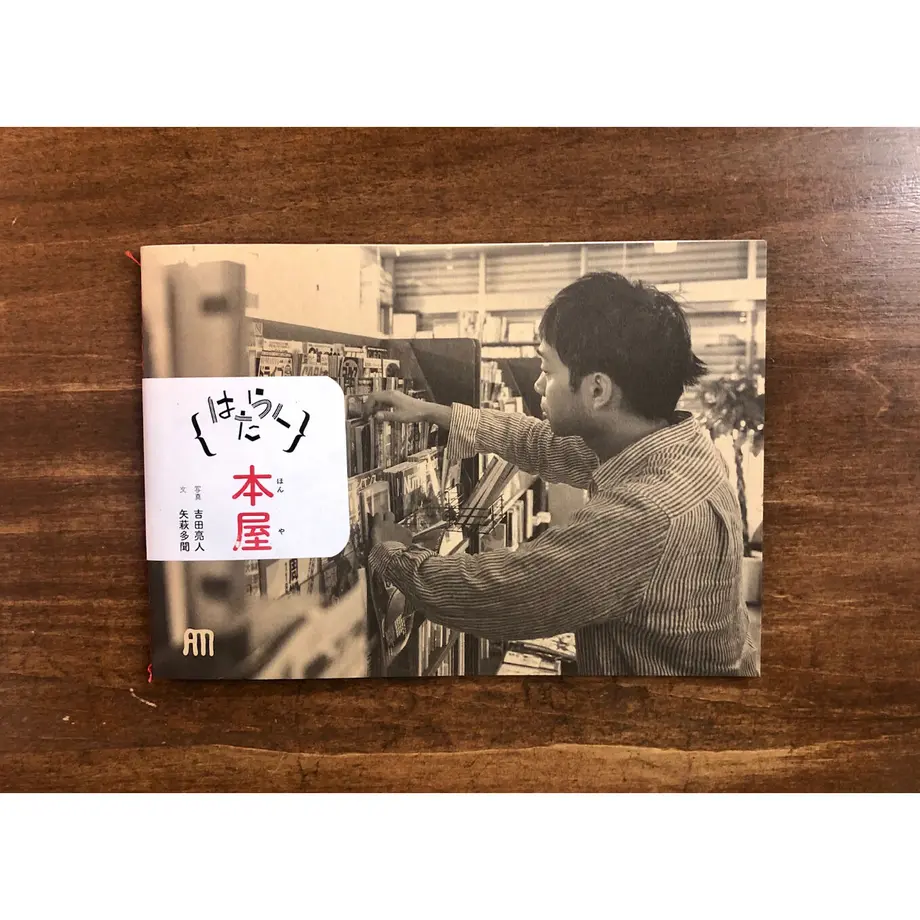 {はたらく}
本屋
ほん や
写真 吉田亮人
文 矢萩多聞
AM